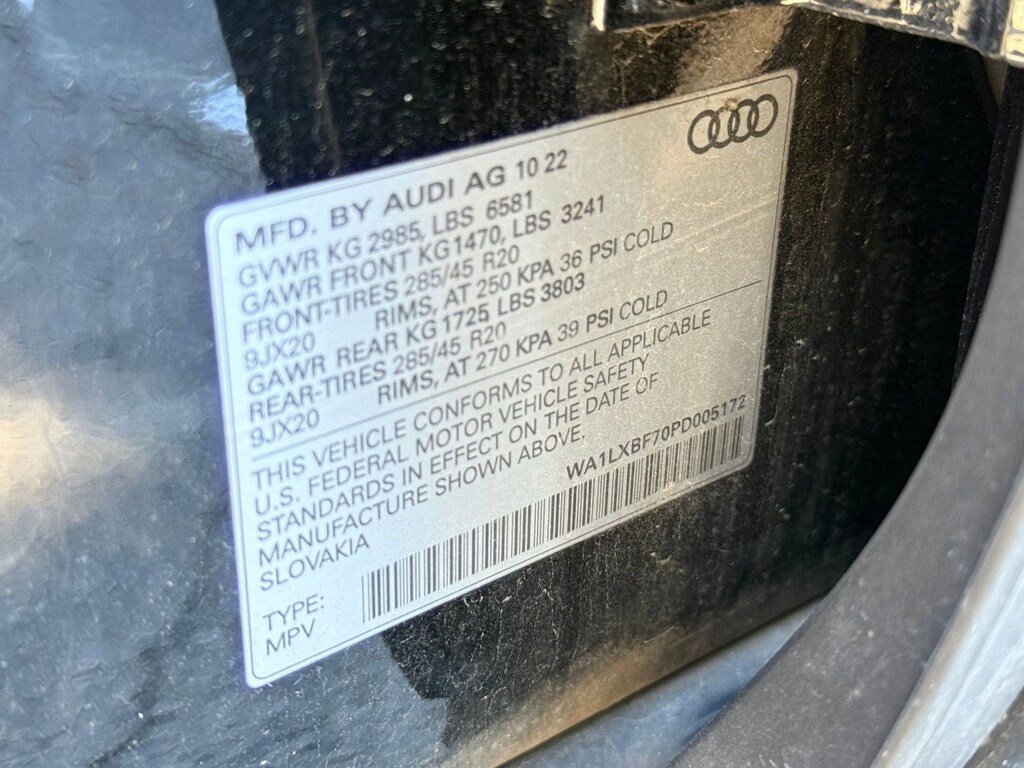 MFD. BY AUDI AG 10 22
GVWR KG 2985, LBS 6581
GAWR FRONT KG1470, LBS 3241
FRONT-TIRES 285/45 R20
9JX20 RIMS, AT 250 KPA 36 PSI COLD
GAWR REAR KG 1725 LBS 3803
REAR-TIRES 285/45 R20
9JX20 RIMS, AT 270 KPA 39 PSI COLD
THIS VEHICLE CONFORMS TO ALL APPLICABLE
U.S. FEDERAL MOTOR VEHICLE SAFETY
STANDARDS IN EFFECT ON THE DATE OF
MANUFACTURE SHOWN ABOVE.
SLOVAKIA
WA1LXBF70PD005172
TYPE:
MPV